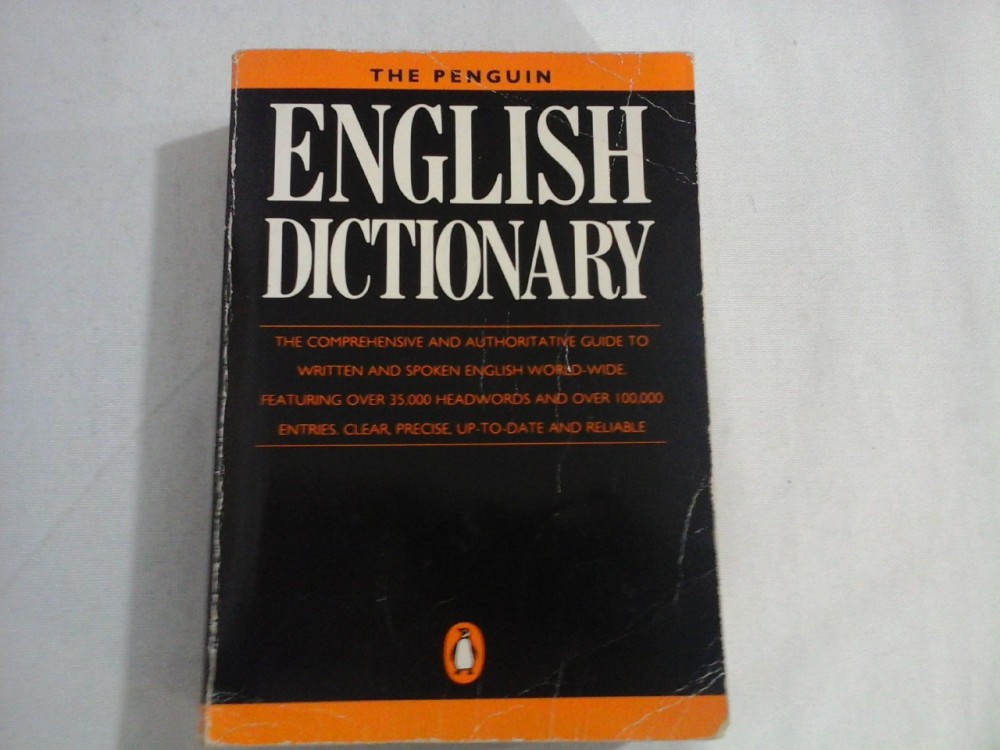 THE PENGUIN
ENGLISH
DICTIONARY
THE COMPREHENSIVE AND AUTHORITATIVE GUIDE TO
WRITTEN AND SPOKEN ENGLISH WORLD-WIDE.
FEATURING OVER 35,000 HEADWORDS AND OVER 100,000
ENTRIES. CLEAR, PRECISE, UP-TO-DATE AND RELIABLE